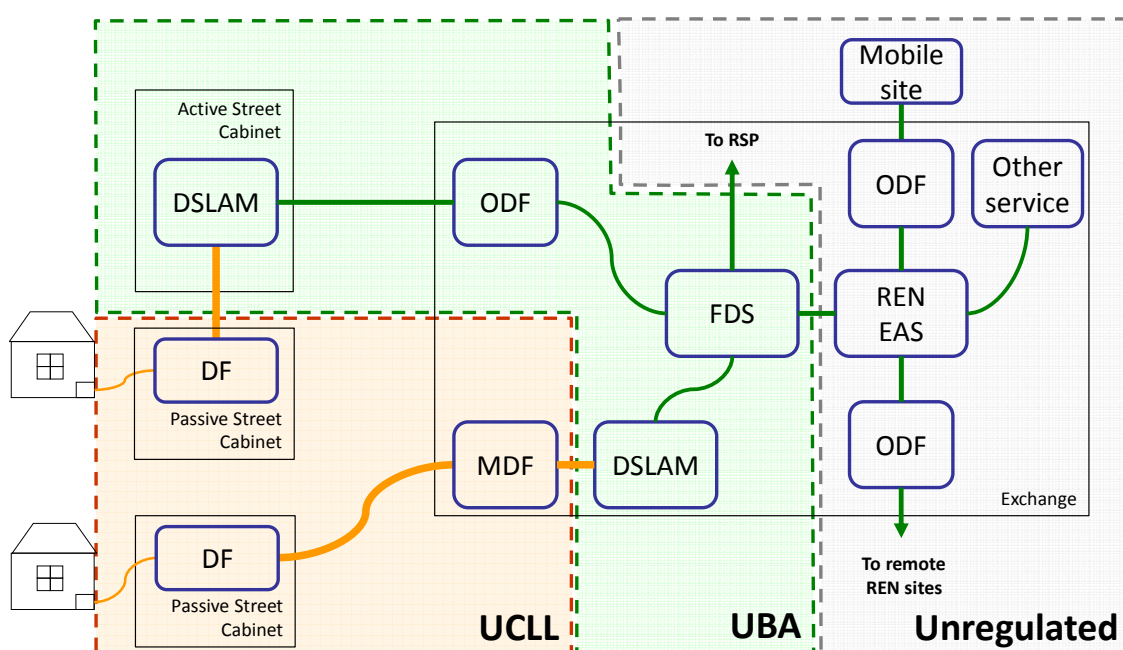 Mobile
site
Active Street
Cabinet
To RSP
DSLAM
ODF
ODF
Other
service
FDS
REN
EAS
DF
Passive Street
Cabinet
MDF
DSLAM
ODF
Exchange
DF
To remote
REN sites
Passive Street
Cabinet
UCLL
UBA
Unregulated